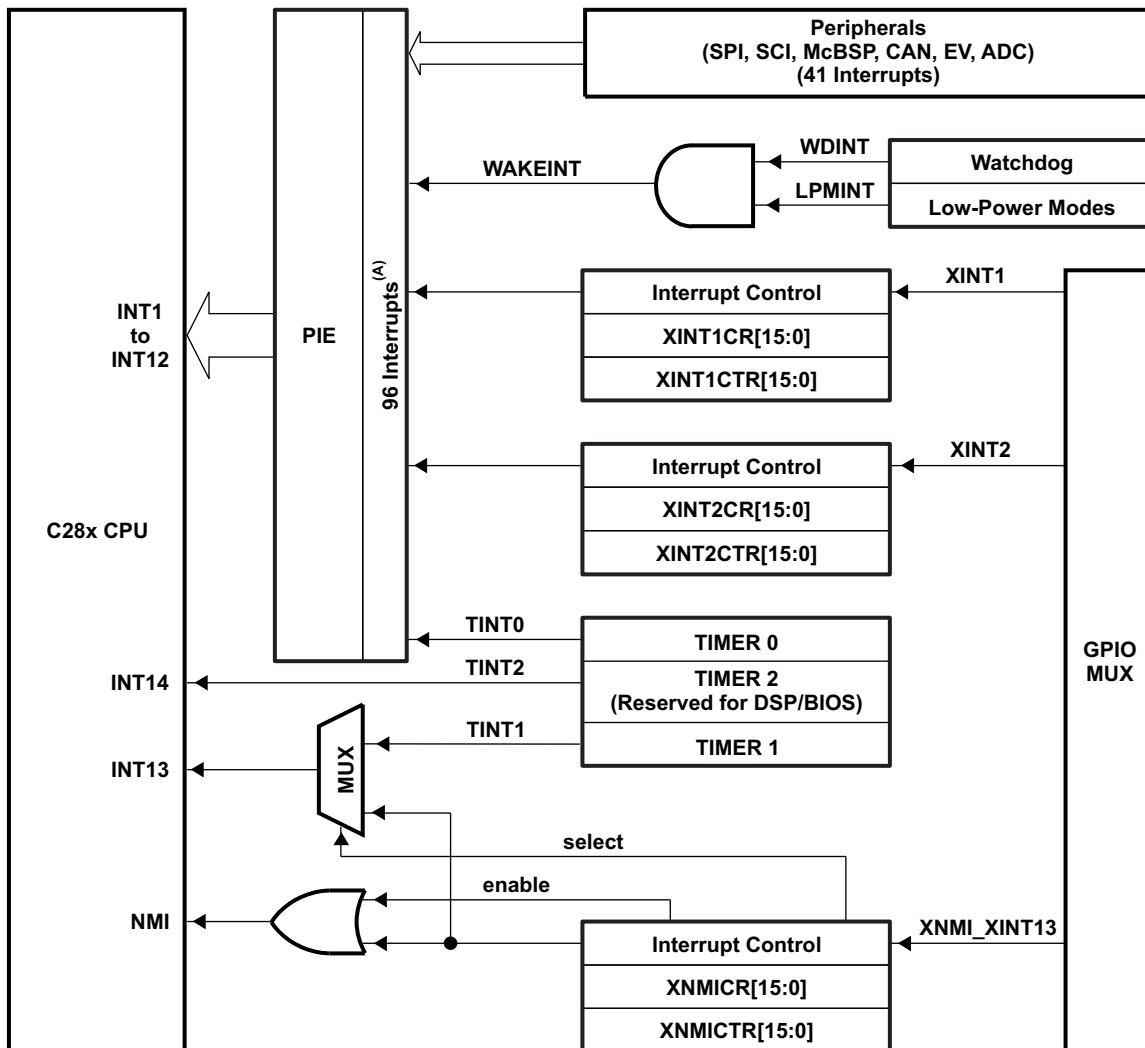 Peripherals
(SPI, SCI, McBSP, CAN, EV, ADC)
(41 Interrupts)
WDINT
Watchdog
WAKEINT
LPMINT
Low-Power Modes
INT1
to
INT12
PIE
96 Interrupts(A)
Interrupt Control
XINT1
XINT1CR[15:0]
XINT1CTR[15:0]
Interrupt Control
XINT2
XINT2CR[15:0]
XINT2CTR[15:0]
C28x CPU
TINT0
TIMER 0
GPIO
MUX
INT14
TINT2
TIMER 2
(Reserved for DSP/BIOS)
TINT1
TIMER 1
INT13
MUX
select
enable
NMI
Interrupt Control
XNMI_XINT13
XNMICR[15:0]
XNMICTR[15:0]